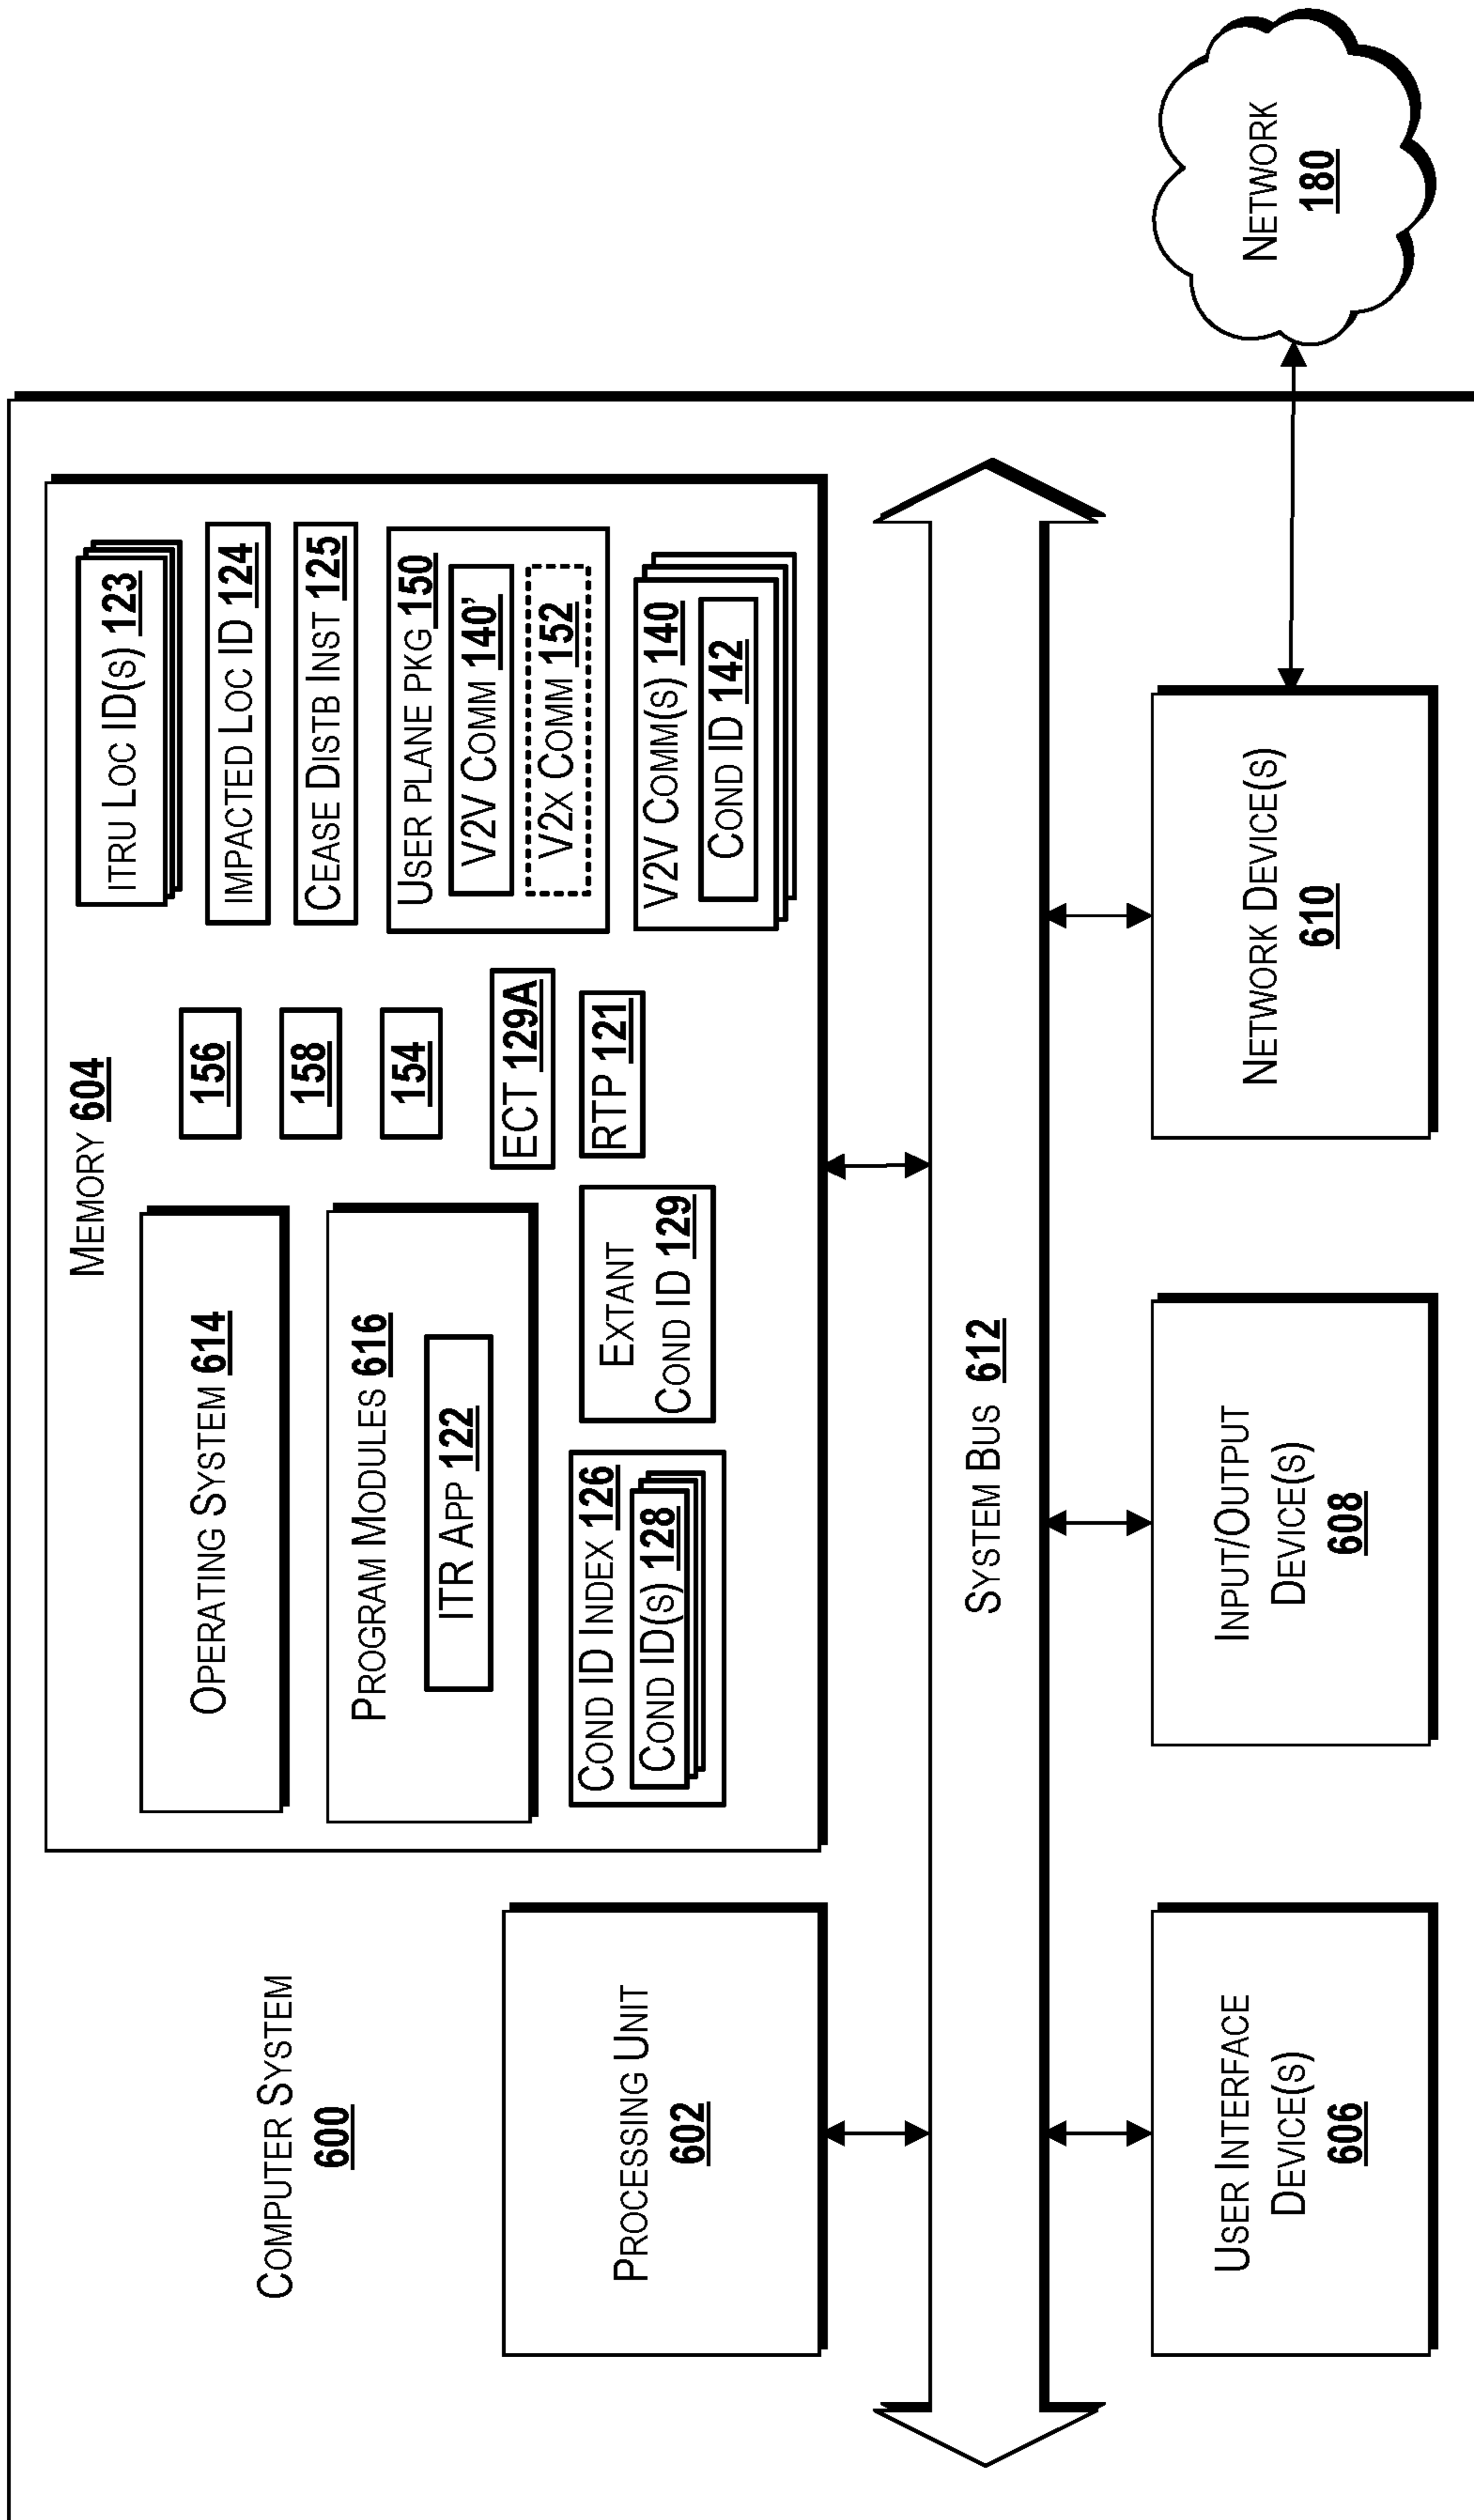 COMPUTER SYSTEM
600
PROCESSING UNIT
602
MEMORY 604
OPERATING SYSTEM 614
PROGRAM MODULES 616
ITR APP 122
COND ID INDEX 126
COND ID(S) 128
EXTANT
COND ID 129
156
158
154
ECT 129A
RTP 121
ITRU LOC ID(S) 123
IMPACTED LOC ID 124
CEASE DISTB INST 125
USER PLANE PKG 150
V2V COMM 140'
V2X COMM 152
V2V COMM(S) 140
COND ID 142
SYSTEM BUS 612
USER INTERFACE
DEVICE(S)
606
INPUT/OUTPUT
DEVICE(S)
608
NETWORK DEVICE(S)
610
NETWORK
180